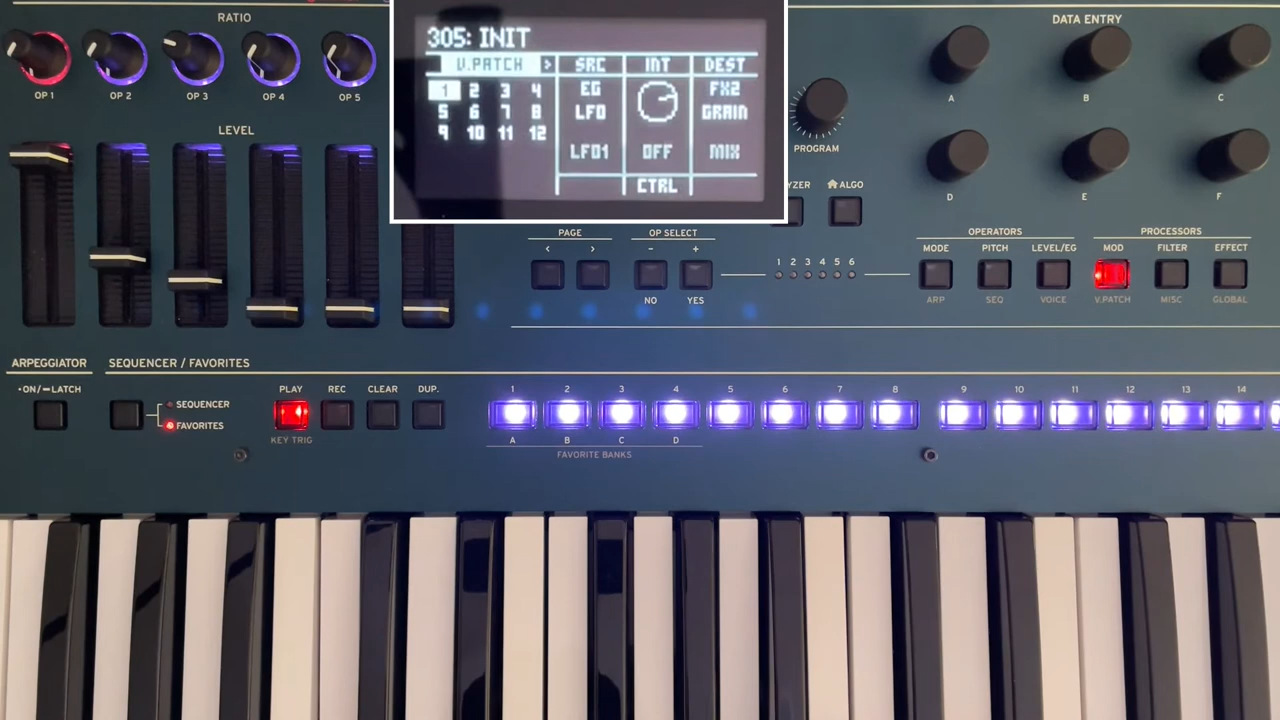 RATIO
OP 1 OP 2 OP 3 OP 4 OP 5
LEVEL
305: INIT
V.PATCH > SRC INT DEST
1 2 3 4 EG FX2
5 6 7 8 LFO GRAIN
9 10 11 12
LFO1 OFF MIX
CTRL
PROGRAM
DATA ENTRY
A B C
D E F
YZER ALGO
PAGE OP SELECT
< > - +
NO YES
1 2 3 4 5 6
OPERATORS PROCESSORS
MODE PITCH LEVEL/EG MOD FILTER EFFECT
ARP SEQ VOICE V.PATCH MISC GLOBAL
ARPEGGIATOR SEQUENCER / FAVORITES
•ON/━LATCH
SEQUENCER
FAVORITES
PLAY REC CLEAR DUP.
KEY TRIG
1 2 3 4 5 6 7 8 9 10 11 12 13 14
A B C D
FAVORITE BANKS